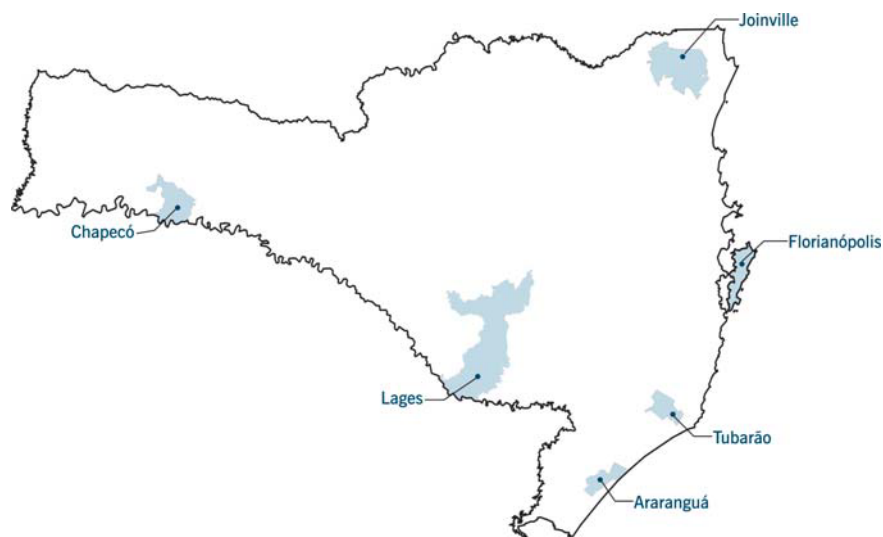 Joinville
Chapecó
Florianópolis
Lages
Tubarão
Araranguá